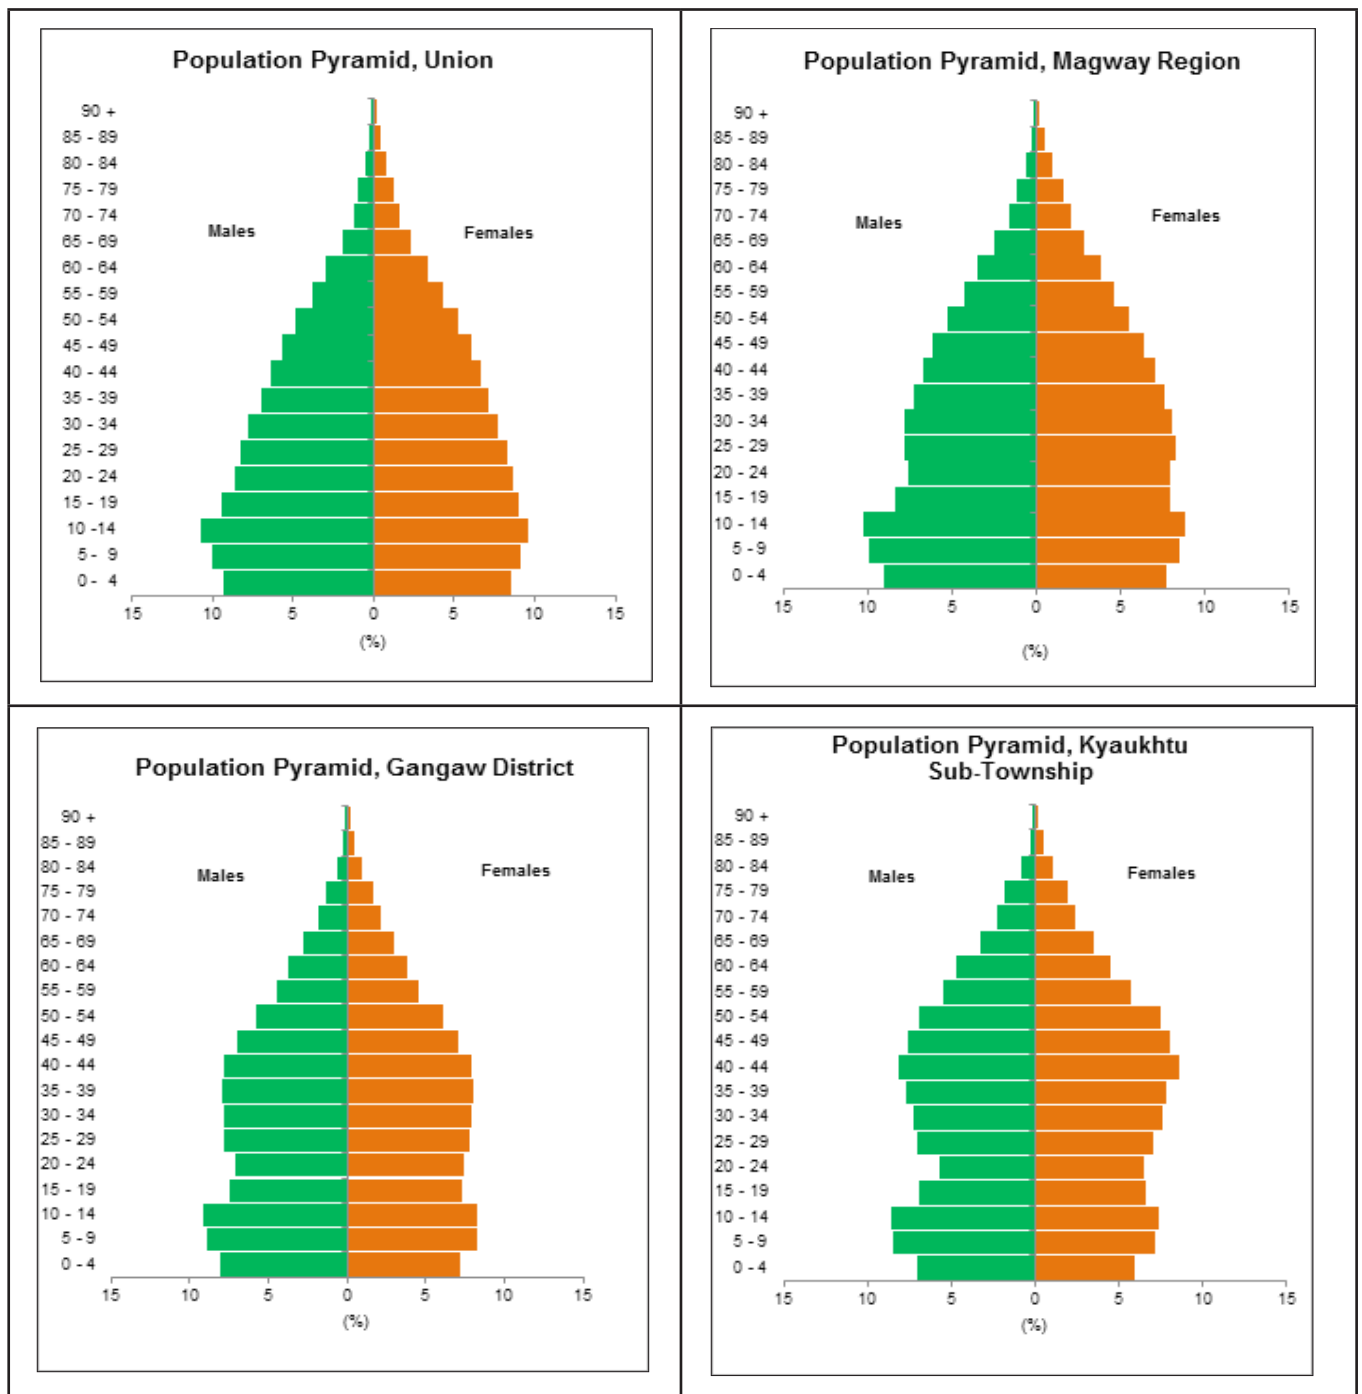 Population Pyramid, Union
90 +
85 - 89
80 - 84
75 - 79
70 - 74
65 - 69
60 - 64
55 - 59
50 - 54
45 - 49
40 - 44
35 - 39
30 - 34
25 - 29
20 - 24
15 - 19
10 -14
5 - 9
0 - 4
Males
Females
15 10 5 0 5 10 15
(%)
Population Pyramid, Magway Region
90 +
85 - 89
80 - 84
75 - 79
70 - 74
65 - 69
60 - 64
55 - 59
50 - 54
45 - 49
40 - 44
35 - 39
30 - 34
25 - 29
20 - 24
15 - 19
10 - 14
5 - 9
0 - 4
Males
Females
15 10 5 0 5 10 15
(%)
Population Pyramid, Gangaw District
90 +
85 - 89
80 - 84
75 - 79
70 - 74
65 - 69
60 - 64
55 - 59
50 - 54
45 - 49
40 - 44
35 - 39
30 - 34
25 - 29
20 - 24
15 - 19
10 - 14
5 - 9
0 - 4
Males
Females
15 10 5 0 5 10 15
(%)
Population Pyramid, Kyaukhtu
Sub-Township
90 +
85 - 89
80 - 84
75 - 79
70 - 74
65 - 69
60 - 64
55 - 59
50 - 54
45 - 49
40 - 44
35 - 39
30 - 34
25 - 29
20 - 24
15 - 19
10 - 14
5 - 9
0 - 4
Males
Females
15 10 5 0 5 10 15
(%)